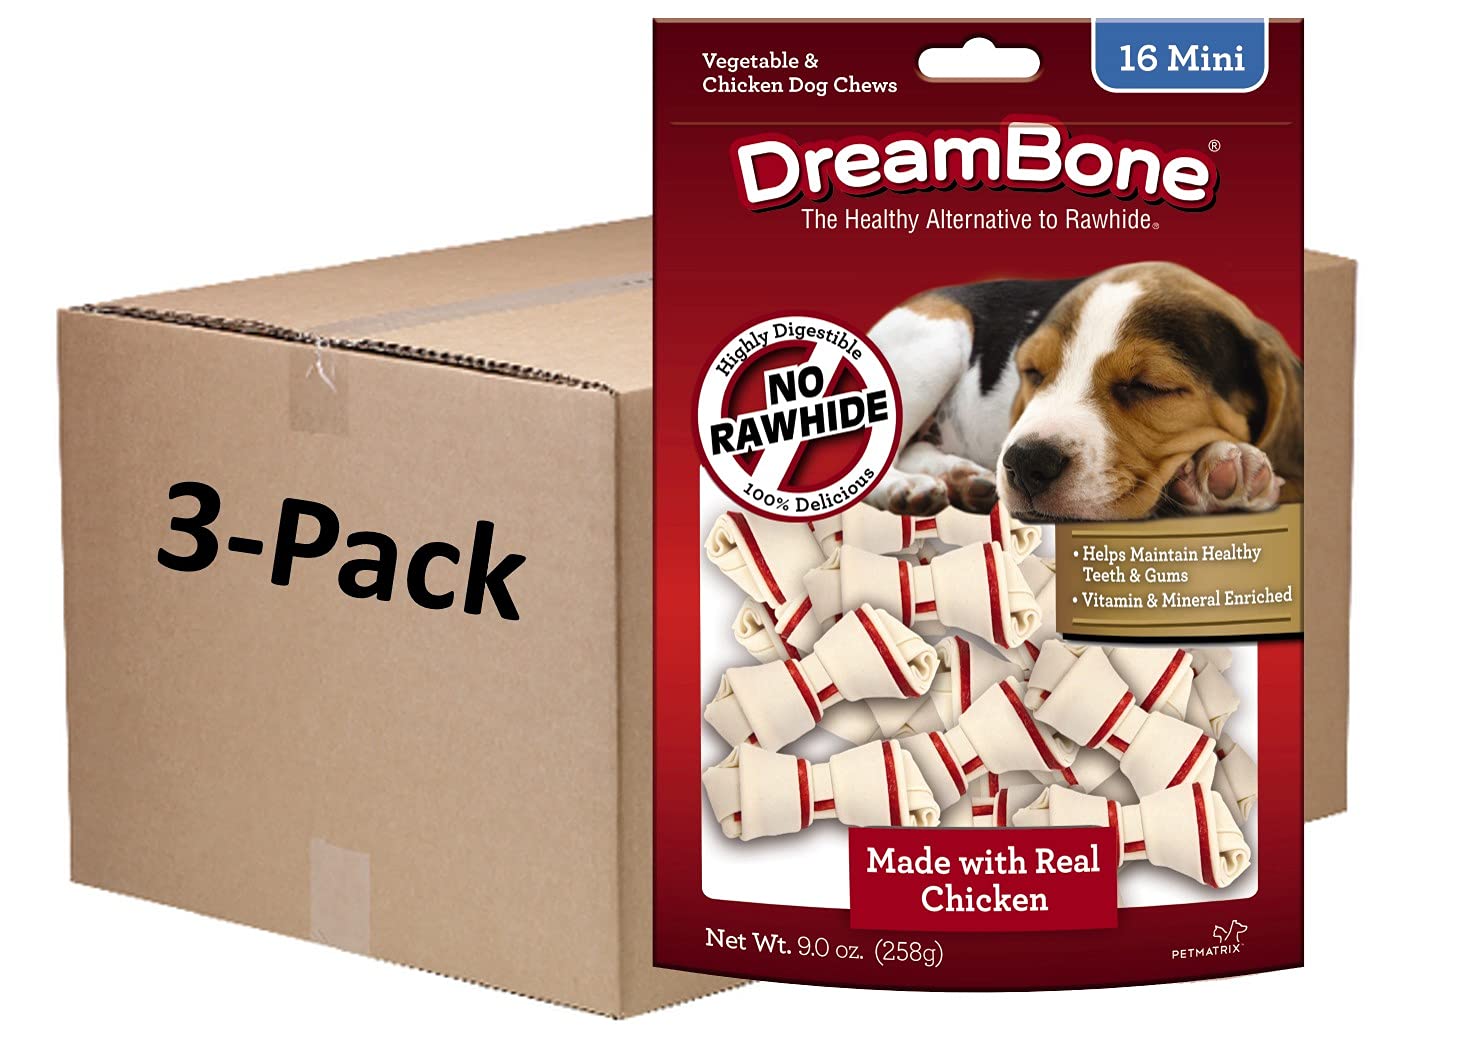 3-Pack
Vegetable &
Chicken Dog Chews
16 Mini
DreamBone®
The Healthy Alternative to Rawhide®
Highly Digestible
NO
RAWHIDE
100% Delicious
• Helps Maintain Healthy
Teeth & Gums
• Vitamin & Mineral Enriched
Made with Real
Chicken
Net Wt. 9.0 oz. (258g)
PETMATRIX